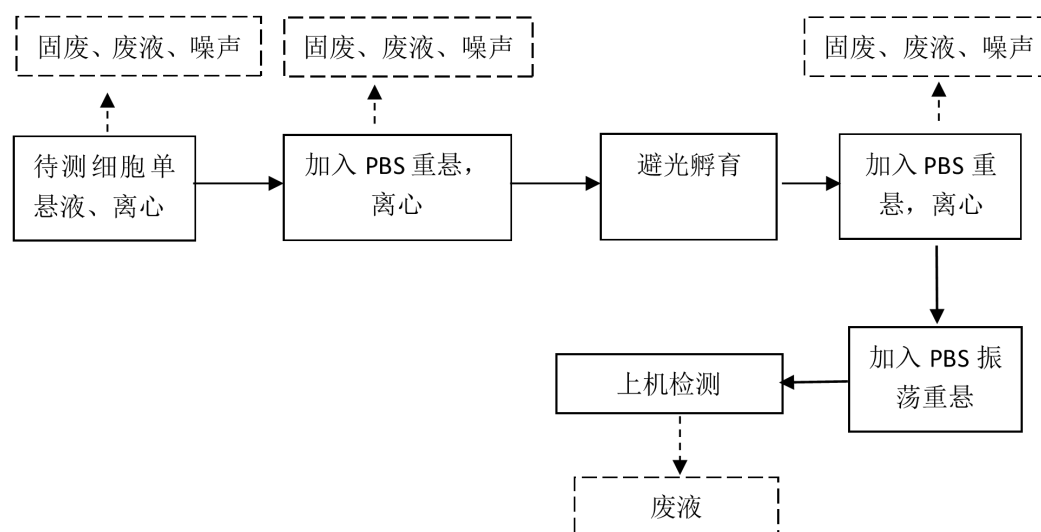 固废、废液、噪声
固废、废液、噪声
固废、废液、噪声
待测细胞单
悬液、离心
加入 PBS 重悬，
离心
避光孵育
加入 PBS 重
悬，离心
加入 PBS 振
荡重悬
上机检测
废液